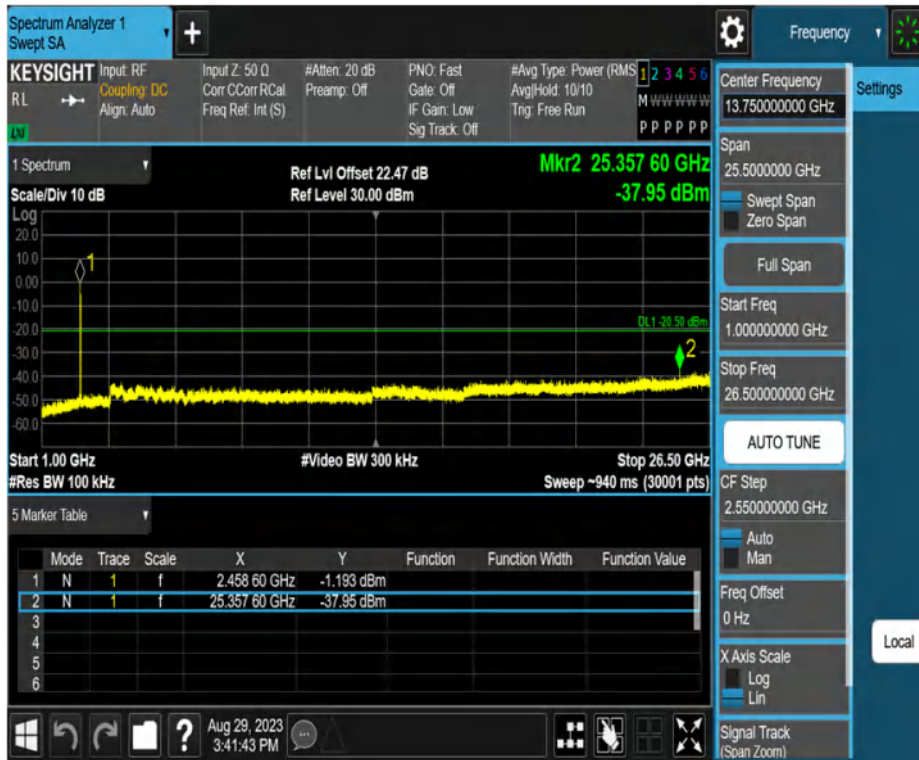 Spectrum Analyzer 1
Swept SA
+
Frequency
KEYSIGHT
Input: RF
Input Z: 50 Ω
#Atten: 20 dB
PNO: Fast
#Avg Type: Power (RMS
1 2 3 4 5 6
RL
Coupling: DC
Corr CCorr RCal
Preamp: Off
Gate: Off
Avg|Hold: 10/10
M W W W W W
Align: Auto
Freq Ref: Int (S)
IF Gain: Low
Trig: Free Run
Sig Track: Off
P P P P P P
LXI
Center Frequency
13.750000000 GHz
Settings
1 Spectrum
Ref Lvl Offset 22.47 dB
Mkr2 25.357 60 GHz
Scale/Div 10 dB
Ref Level 30.00 dBm
-37.95 dBm
Span
25.5000000 GHz
Swept Span
Zero Span
Full Span
Start Freq
1.000000000 GHz
Stop Freq
26.500000000 GHz
AUTO TUNE
CF Step
2.550000000 GHz
Auto
Man
Freq Offset
0 Hz
X Axis Scale
Log
Lin
Signal Track
(Span Zoom)
Local
Log
20.0
10.0
0.00
-10.0
-20.0
-30.0
-40.0
-50.0
-60.0
1
DL1 -20.50 dBm
2
Start 1.00 GHz
#Video BW 300 kHz
Stop 26.50 GHz
#Res BW 100 kHz
Sweep ~940 ms (30001 pts)
5 Marker Table
Mode Trace Scale X Y Function Function Width Function Value
1 N 1 f 2.458 60 GHz -1.193 dBm
2 N 1 f 25.357 60 GHz -37.95 dBm
3
4
5
6
?
Aug 29, 2023
3:41:43 PM